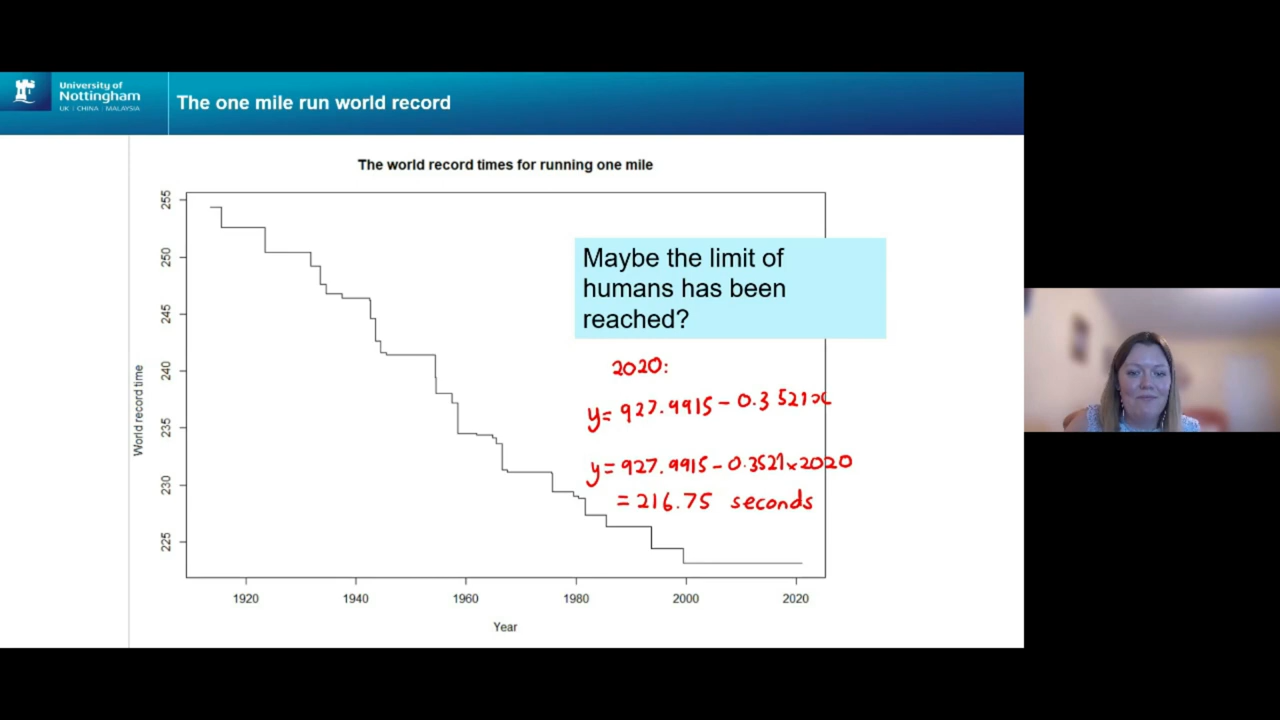 University of
Nottingham
UK | CHINA | MALAYSIA
The one mile run world record
The world record times for running one mile
255
250
245
240
235
230
225
World record time
Maybe the limit of
humans has been
reached?
2020:
y = 927.9915 - 0.3521x
y = 927.9915 - 0.3521 x 2020
= 216.75 seconds
1920 1940 1960 1980 2000 2020
Year